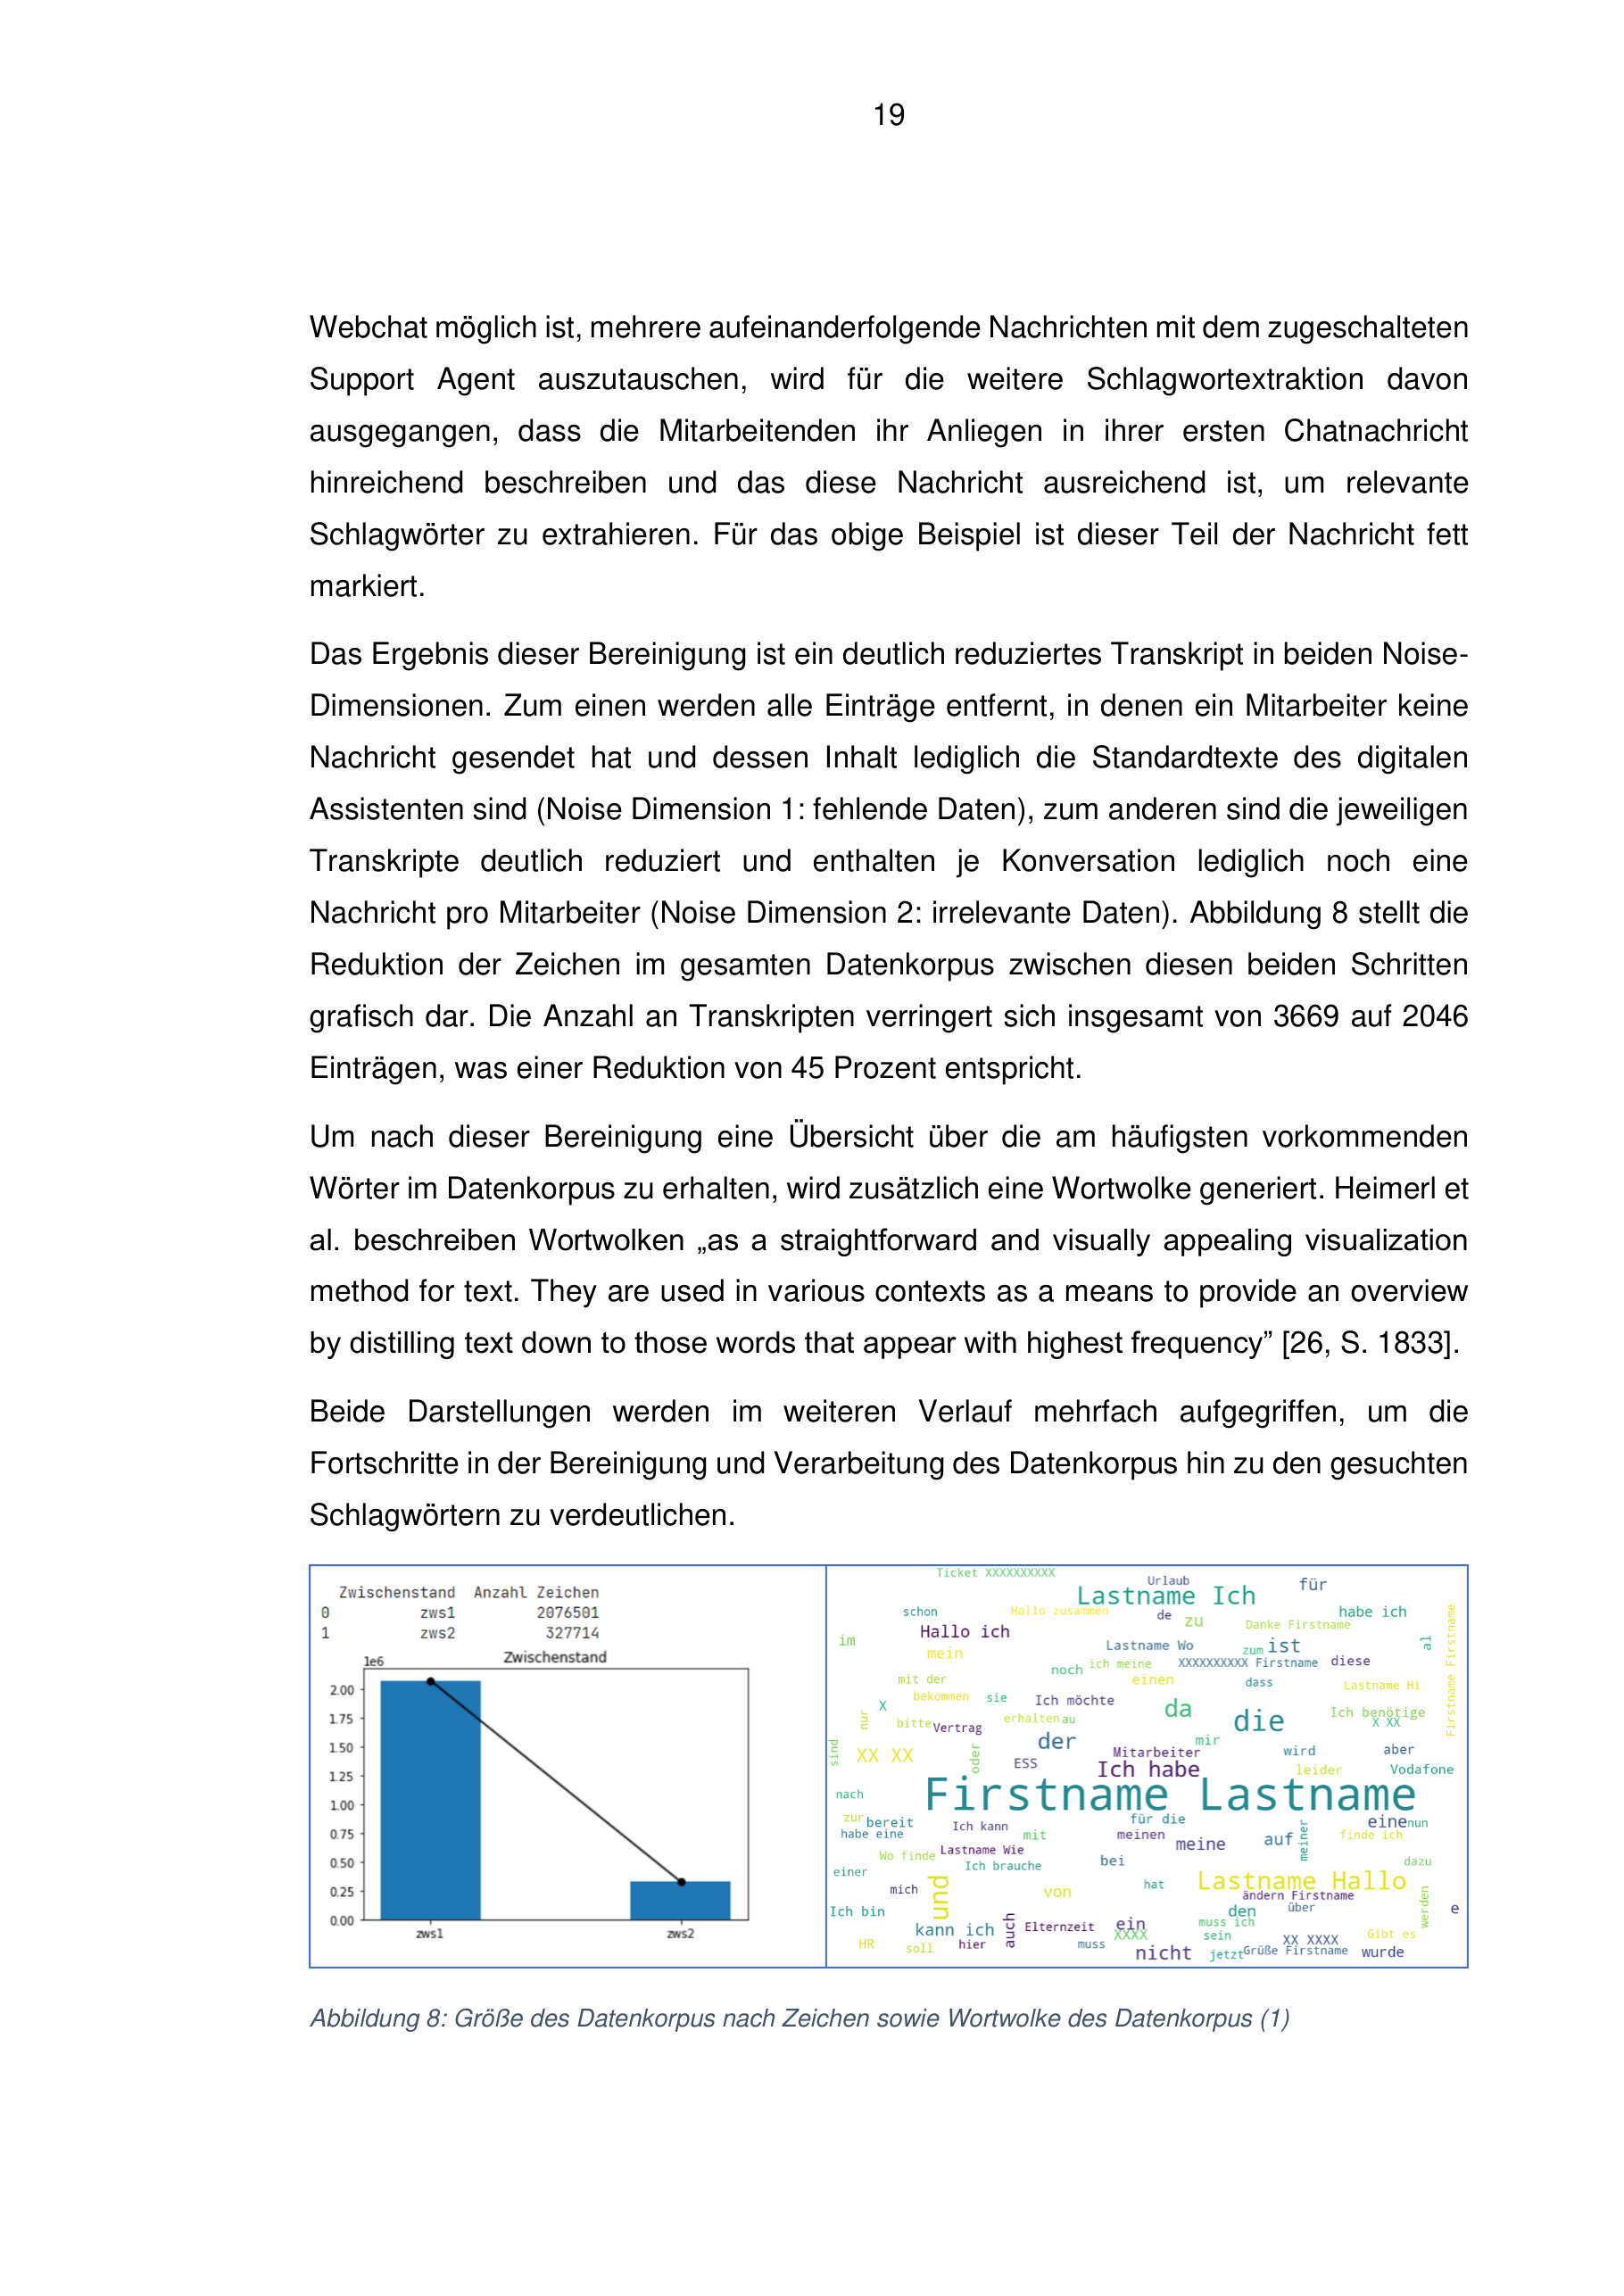 19
Webchat möglich ist, mehrere aufeinanderfolgende Nachrichten mit dem zugeschalteten
Support Agent auszutauschen, wird für die weitere Schlagwortextraktion davon
ausgegangen, dass die Mitarbeitenden ihr Anliegen in ihrer ersten Chatnachricht
hinreichend beschreiben und das diese Nachricht ausreichend ist, um relevante
Schlagwörter zu extrahieren. Für das obige Beispiel ist dieser Teil der Nachricht fett
markiert.
Das Ergebnis dieser Bereinigung ist ein deutlich reduziertes Transkript in beiden Noise-
Dimensionen. Zum einen werden alle Einträge entfernt, in denen ein Mitarbeiter keine
Nachricht gesendet hat und dessen Inhalt lediglich die Standardtexte des digitalen
Assistenten sind (Noise Dimension 1: fehlende Daten), zum anderen sind die jeweiligen
Transkripte deutlich reduziert und enthalten je Konversation lediglich noch eine
Nachricht pro Mitarbeiter (Noise Dimension 2: irrelevante Daten). Abbildung 8 stellt die
Reduktion der Zeichen im gesamten Datenkorpus zwischen diesen beiden Schritten
grafisch dar. Die Anzahl an Transkripten verringert sich insgesamt von 3669 auf 2046
Einträgen, was einer Reduktion von 45 Prozent entspricht.
Um nach dieser Bereinigung eine Übersicht über die am häufigsten vorkommenden
Wörter im Datenkorpus zu erhalten, wird zusätzlich eine Wortwolke generiert. Heimerl et
al. beschreiben Wortwolken „as a straightforward and visually appealing visualization
method for text. They are used in various contexts as a means to provide an overview
by distilling text down to those words that appear with highest frequency” [26, S. 1833].
Beide Darstellungen werden im weiteren Verlauf mehrfach aufgegriffen, um die
Fortschritte in der Bereinigung und Verarbeitung des Datenkorpus hin zu den gesuchten
Schlagwörtern zu verdeutlichen.
Zwischenstand Anzahl Zeichen
0 zws1 2076501
1 zws2 327714
Zwischenstand
1e6
2.00
1.75
1.50
1.25
1.00
0.75
0.50
0.25
0.00
zws1 zws2
Ticket XXXXXXXXXX
Urlaub
für
Lastname Ich
schon
Hallo zusammen
de
zu
habe ich
Danke Firstname
Hallo ich
im
Lastname Wo
zum
ist
al
mein
noch
ich meine
XXXXXXXXXX Firstname
diese
Firstname Firstname
mit der
einen
dass
Lastname Hi
bekommen
sie
Ich möchte
X
da
Ich benötige
nur
bitte
Vertrag
erhalten
au
die
X XX
der
mir
sind
XX XX
oder
ESS
Mitarbeiter
wird
aber
Ich habe
leider
Vodafone
nach
Firstname Lastname
zur
bereit
Ich kann
für die
eine
nun
habe eine
mit
meinen
meine
auf
meiner
finde ich
Wo finde
Lastname Wie
Ich brauche
bei
dazu
einer
mich
und
von
hat
Lastname Hallo
ändern Firstname
werden
Ich bin
den
über
e
kann ich
auch
Elternzeit
ein
XXXX
muss ich
sein
Gibt es
HR
soll
hier
muss
nicht
jetzt
XX XXXX
Grüße Firstname
wurde
Abbildung 8: Größe des Datenkorpus nach Zeichen sowie Wortwolke des Datenkorpus (1)